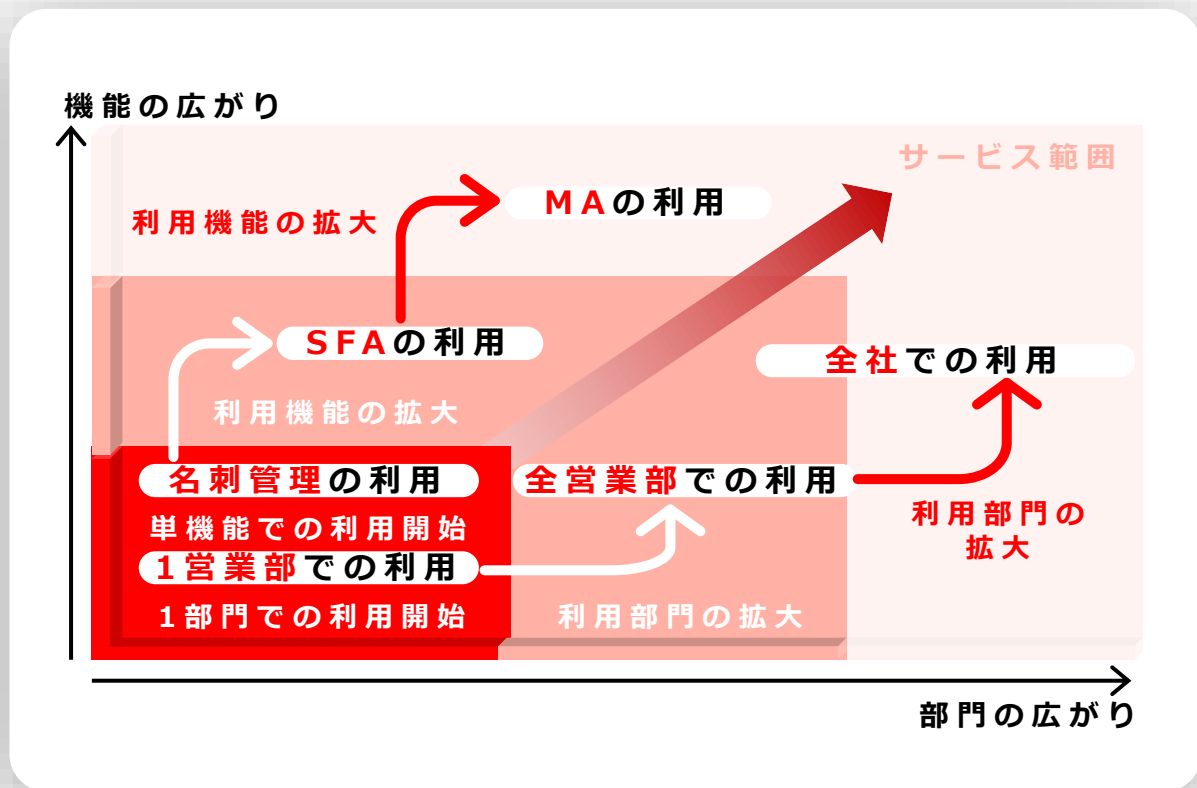 機能の広がり
サービス範囲
MAの利用
利用機能の拡大
SFAの利用
全社での利用
利用機能の拡大
名刺管理の利用
全営業部での利用
単機能での利用開始
利用部門の
拡大
1営業部での利用
1部門での利用開始
利用部門の拡大
部門の広がり